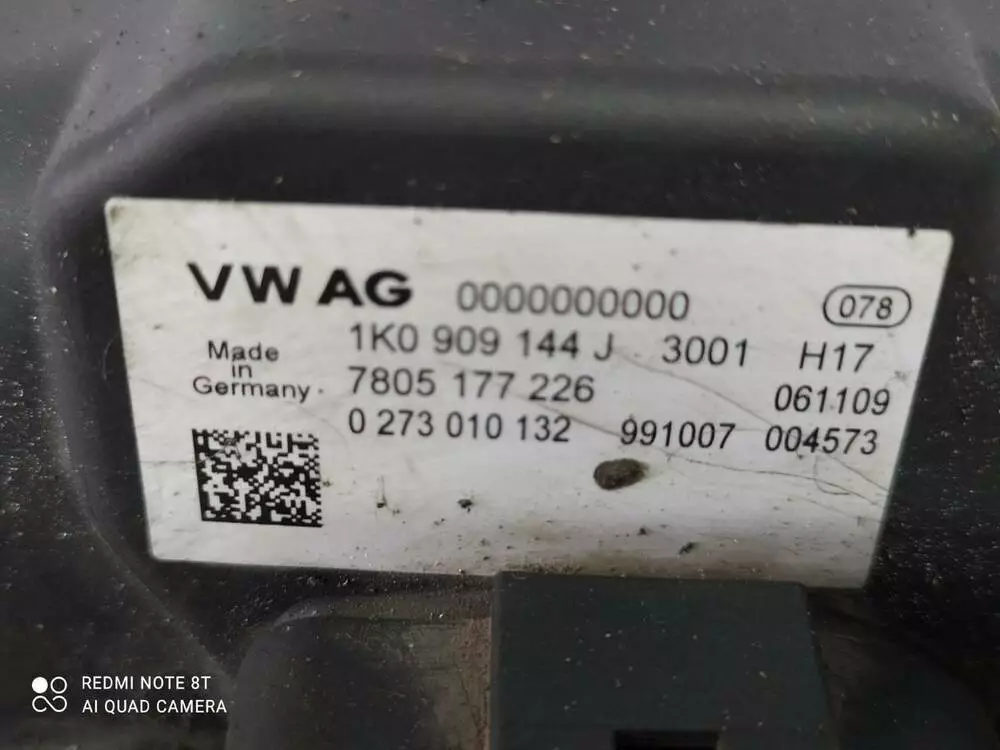 VW AG 0000000000 078
1K0 909 144 J 3001 H17
Made in Germany
7805 177 226 061109
0 273 010 132 991007 004573
REDMI NOTE 8T
AI QUAD CAMERA